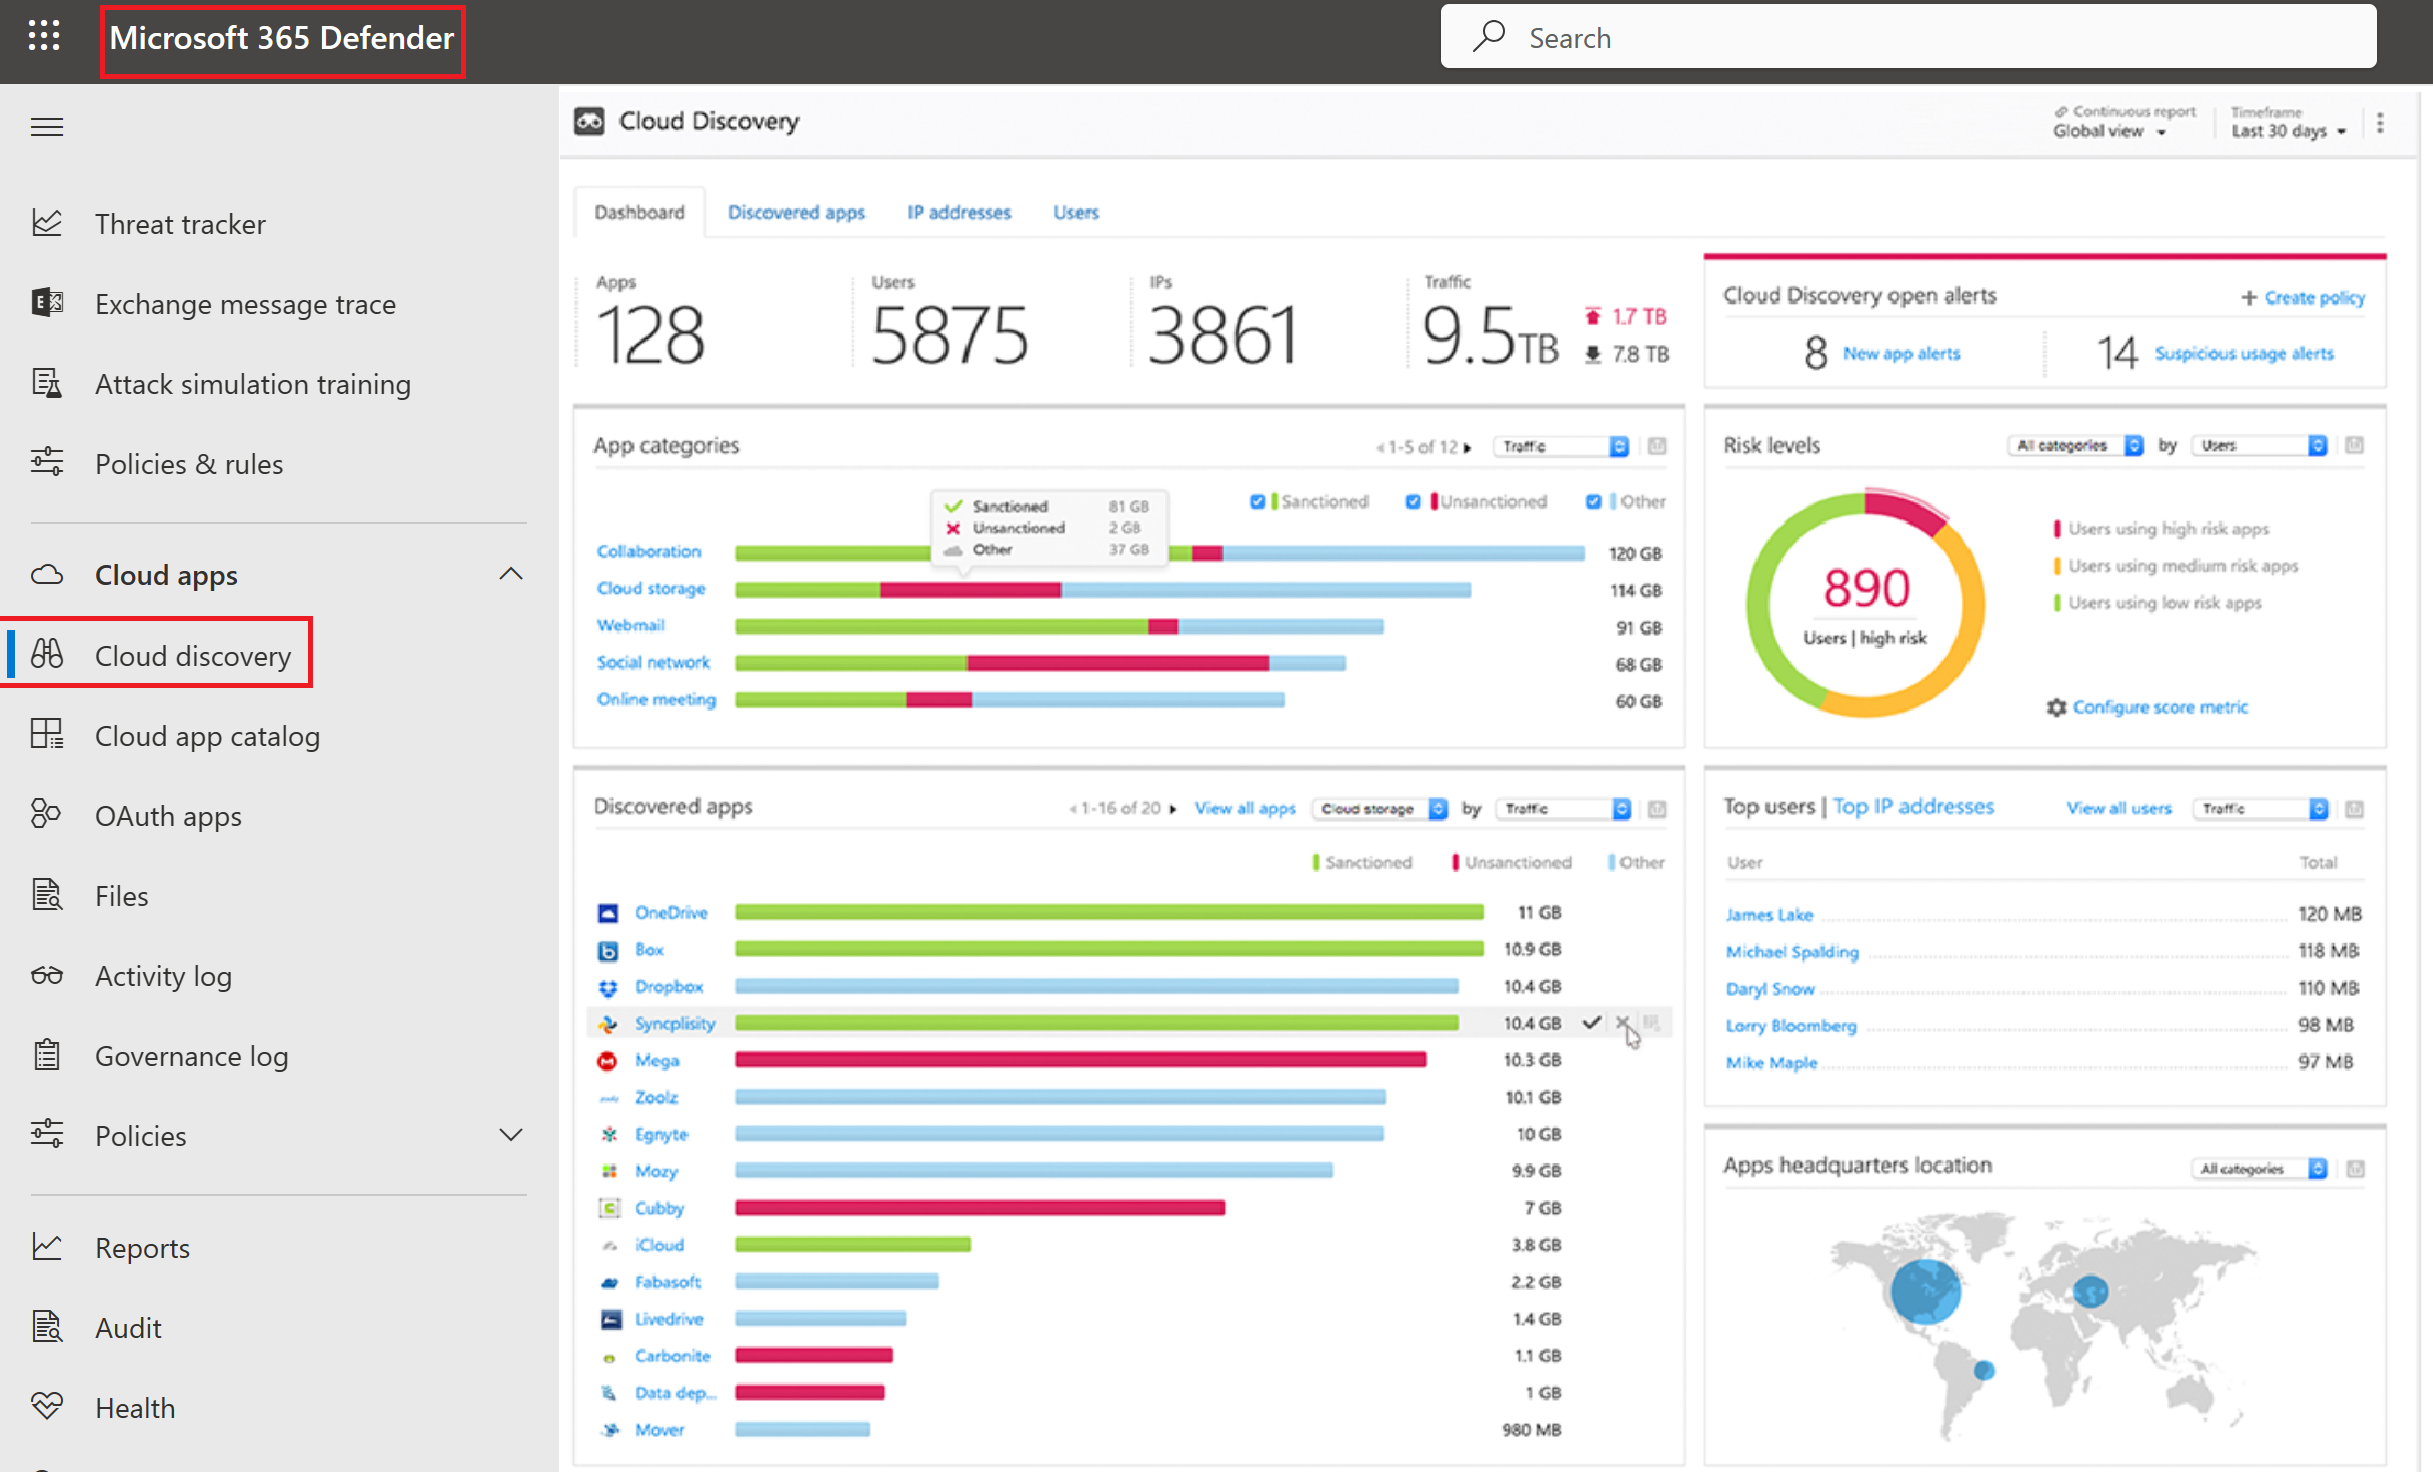 Microsoft 365 Defender
Search
Threat tracker
Exchange message trace
Attack simulation training
Policies & rules
Cloud apps
Cloud discovery
Cloud app catalog
OAuth apps
Files
Activity log
Governance log
Policies
Reports
Audit
Health
Cloud Discovery
Continuous report
Global view
Timeframe
Last 30 days
Dashboard Discovered apps IP addresses Users
Apps
128
Users
5875
IPs
3861
Traffic
9.5 TB
1.7 TB
7.8 TB
Cloud Discovery open alerts
+ Create policy
8 New app alerts
14 Suspicious usage alerts
App categories
1-5 of 12
Traffic
Sanctioned Unsanctioned Other
Sanctioned 81 GB
Unsanctioned 2 GB
Other 37 GB
Collaboration 120 GB
Cloud storage 114 GB
Webmail 91 GB
Social network 68 GB
Online meeting 60 GB
Risk levels
All categories by Users
890
Users | high risk
Users using high risk apps
Users using medium risk apps
Users using low risk apps
Configure score metric
Discovered apps
1-16 of 20
View all apps
Cloud storage by Traffic
Sanctioned Unsanctioned Other
OneDrive 11 GB
Box 10.9 GB
Dropbox 10.4 GB
Syncplisity 10.4 GB
Mega 10.3 GB
Zoolz 10.1 GB
Egnyte 10 GB
Mozy 9.9 GB
Cubby 7 GB
iCloud 3.8 GB
Fabasoft 2.2 GB
Livedrive 1.4 GB
Carbonite 1.1 GB
Data dep... 1 GB
Mover 980 MB
Top users | Top IP addresses
View all users
Traffic
User Total
James Lake 120 MB
Michael Spalding 118 MB
Daryl Snow 110 MB
Lorry Bloomberg 98 MB
Mike Maple 97 MB
Apps headquarters location
All categories